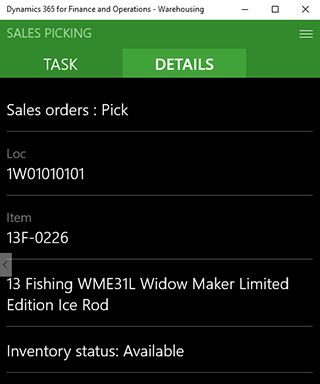 Dynamics 365 for Finance and Operations - Warehousing
SALES PICKING
TASK
DETAILS
Sales orders : Pick
Loc
1W01010101
Item
13F-0226
13 Fishing WME31L Widow Maker Limited
Edition Ice Rod
Inventory status: Available